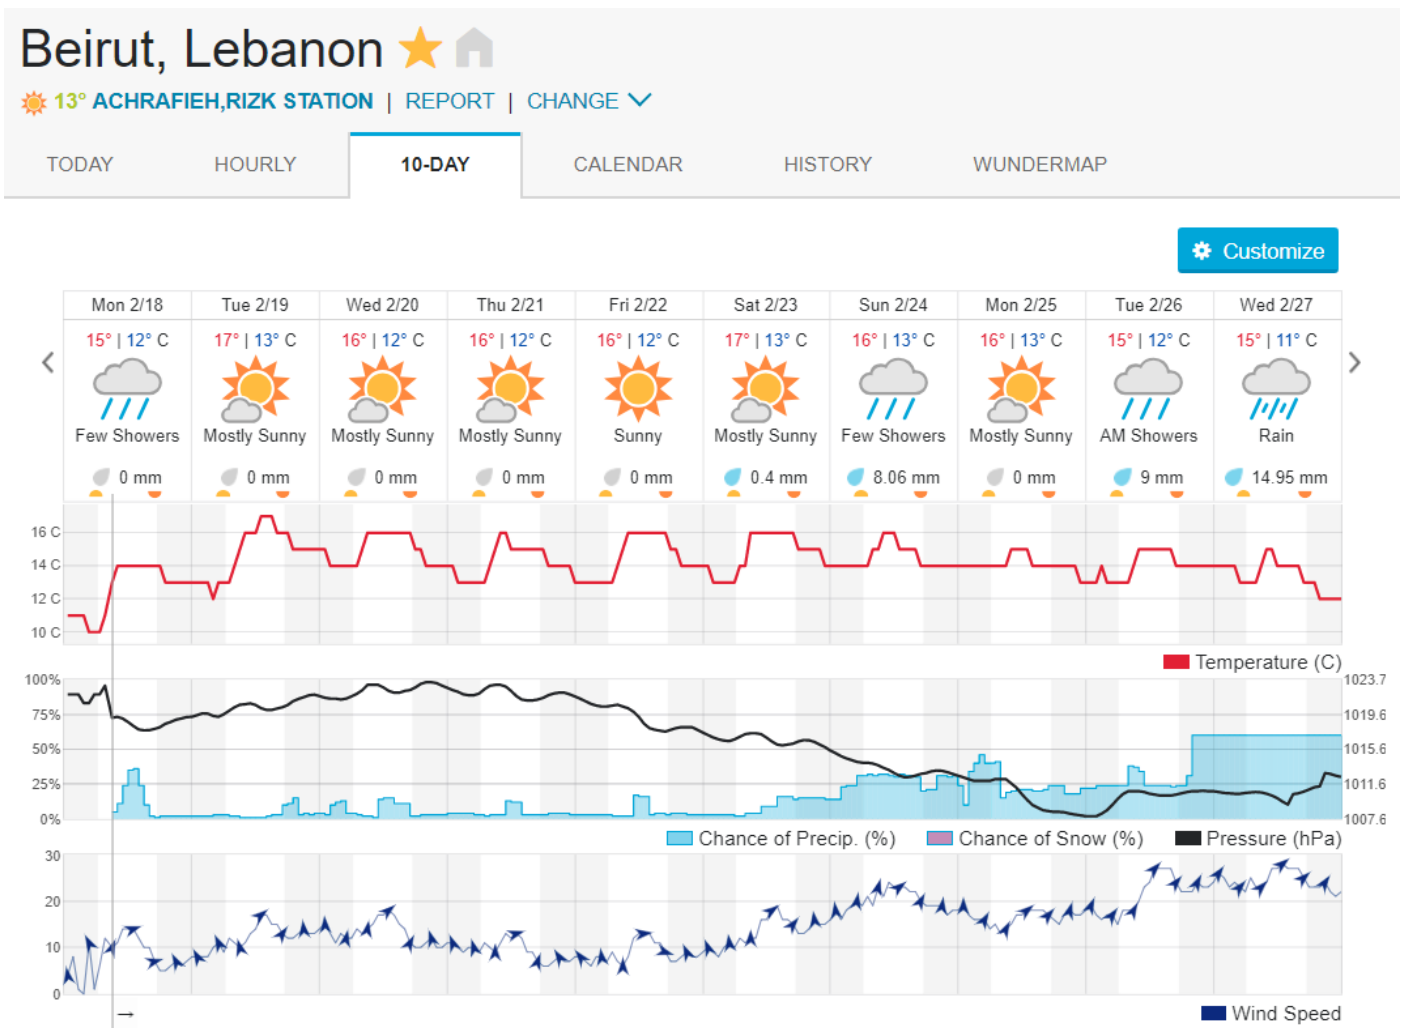 Beirut, Lebanon
13° ACHRAFIEH,RIZK STATION | REPORT | CHANGE
TODAY HOURLY 10-DAY CALENDAR HISTORY WUNDERMAP
Customize
Mon 2/18 Tue 2/19 Wed 2/20 Thu 2/21 Fri 2/22 Sat 2/23 Sun 2/24 Mon 2/25 Tue 2/26 Wed 2/27
15° | 12° C 17° | 13° C 16° | 12° C 16° | 12° C 16° | 12° C 17° | 13° C 16° | 13° C 16° | 13° C 15° | 12° C 15° | 11° C
Few Showers Mostly Sunny Mostly Sunny Mostly Sunny Sunny Mostly Sunny Few Showers Mostly Sunny AM Showers Rain
0 mm 0 mm 0 mm 0 mm 0 mm 0.4 mm 8.06 mm 0 mm 9 mm 14.95 mm
16 C
14 C
12 C
10 C
Temperature (C)
100% 1023.7
75% 1019.6
50% 1015.6
25% 1011.6
0% 1007.6
Chance of Precip. (%) Chance of Snow (%) Pressure (hPa)
30
20
10
0
→
Wind Speed